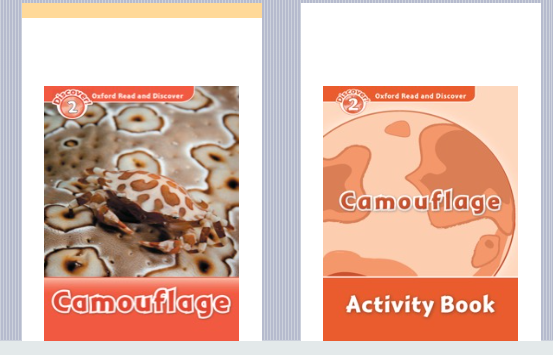 Discover!
2
Oxford Read and Discover
Camouflage
Discover!
2
Oxford Read and Discover
Camouflage
Activity Book